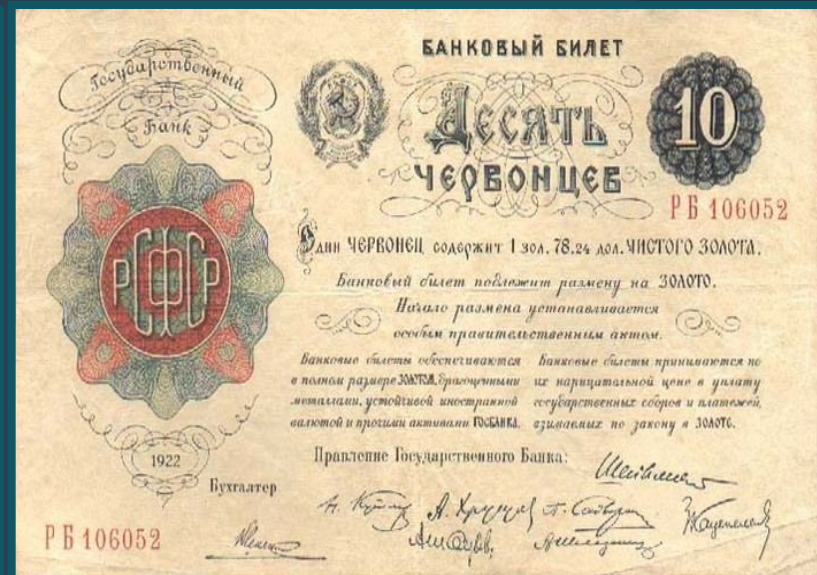 Государственный
Банк
БАНКОВЫЙ БИЛЕТ
ДЕСЯТЬ
ЧЕРВОНЦЕВ
10
РБ 106052
Один ЧЕРВОНЕЦ содержит 1 зол. 78.24 дол. ЧИСТОГО ЗОЛОТА.
Банковый билет подлежит размену на ЗОЛОТО.
Начало размена устанавливается
особым правительственным актом.
Банковые билеты обеспечиваются
в полном размере ЗОЛОТОМ, драгоценными
металлами, устойчивой иностранной
валютой и прочими активами ГОСБАНКА.
Банковые билеты принимаются по
их нарицательной цене в уплату
государственных сборов и платежей,
взимаемых по закону в ЗОЛОТЕ.
РСФСР
1922
Правление Государственного Банка:
Бухгалтер
РБ 106052